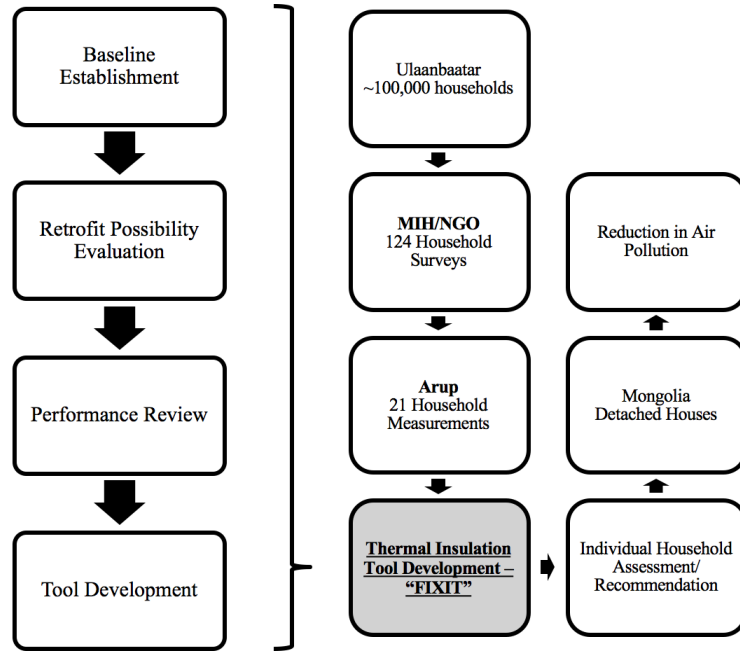 Baseline
Establishment
Retrofit Possibility
Evaluation
Performance Review
Tool Development
Ulaanbaatar
~100,000 households
MIH/NGO
124 Household
Surveys
Arup
21 Household
Measurements
Thermal Insulation
Tool Development –
“FIXIT”
Individual Household
Assessment/
Recommendation
Mongolia
Detached Houses
Reduction in Air
Pollution